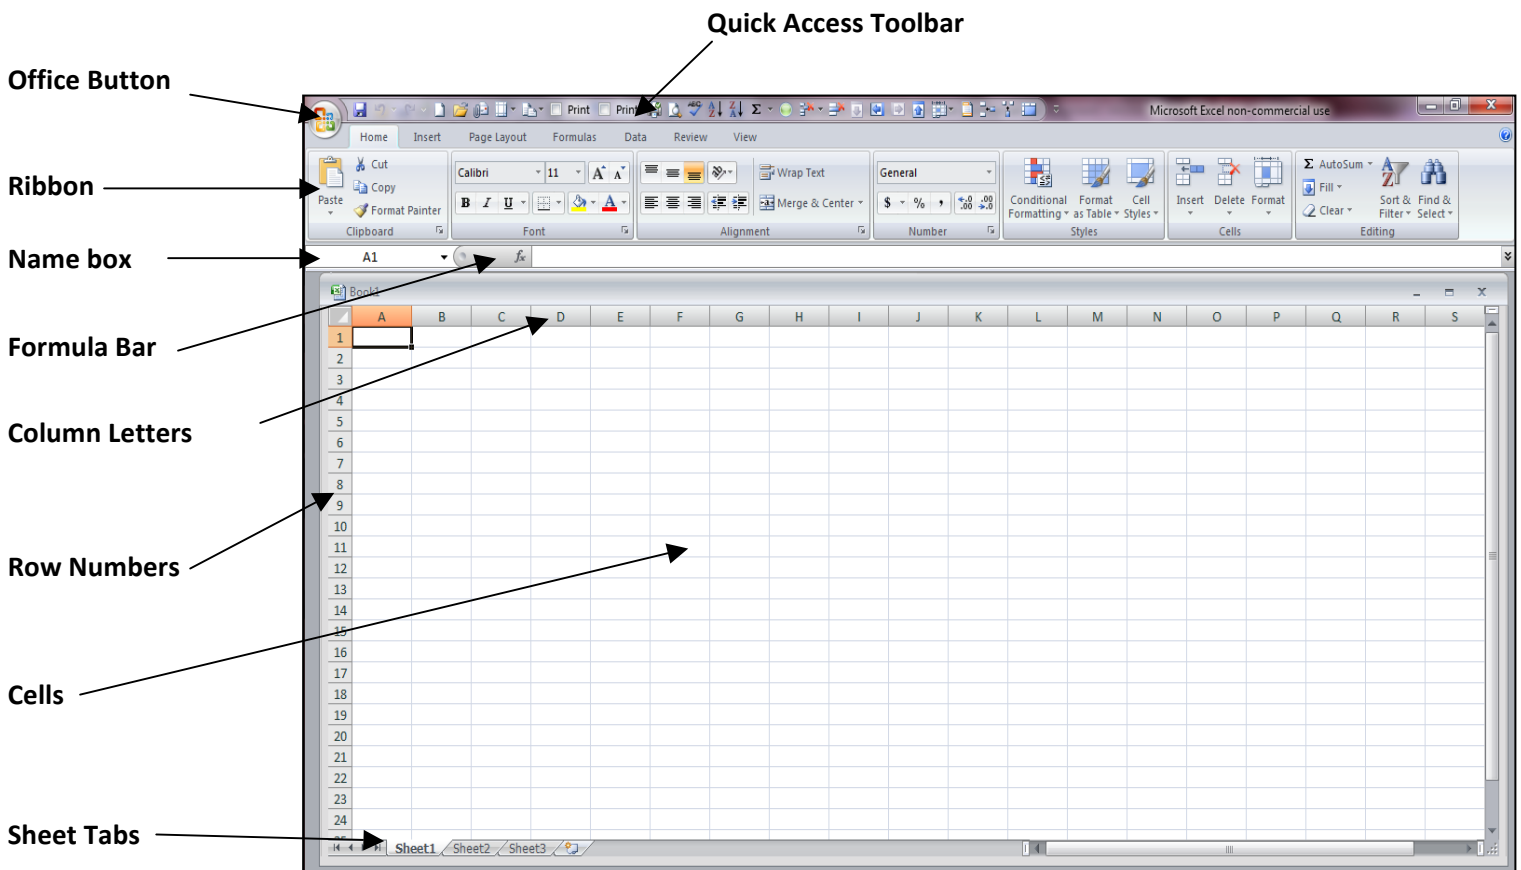 Quick Access Toolbar
Office Button
Print Print
Microsoft Excel non-commercial use
Home Insert Page Layout Formulas Data Review View
Ribbon
Paste
Cut
Copy
Format Painter
Clipboard
Calibri 11
B I U A
Font
Wrap Text
Merge & Center
Alignment
General
$ % ,
Number
Conditional Formatting
Format as Table
Cell Styles
Styles
Insert Delete Format
Cells
Σ AutoSum
Fill
Clear
Sort & Filter
Find & Select
Editing
Name box
A1
fx
Book1
A B C D E F G H I J K L M N O P Q R S
Formula Bar
Column Letters
Row Numbers
Cells
1
2
3
4
5
6
7
8
9
10
11
12
13
14
15
16
17
18
19
20
21
22
23
24
Sheet Tabs
Sheet1 Sheet2 Sheet3